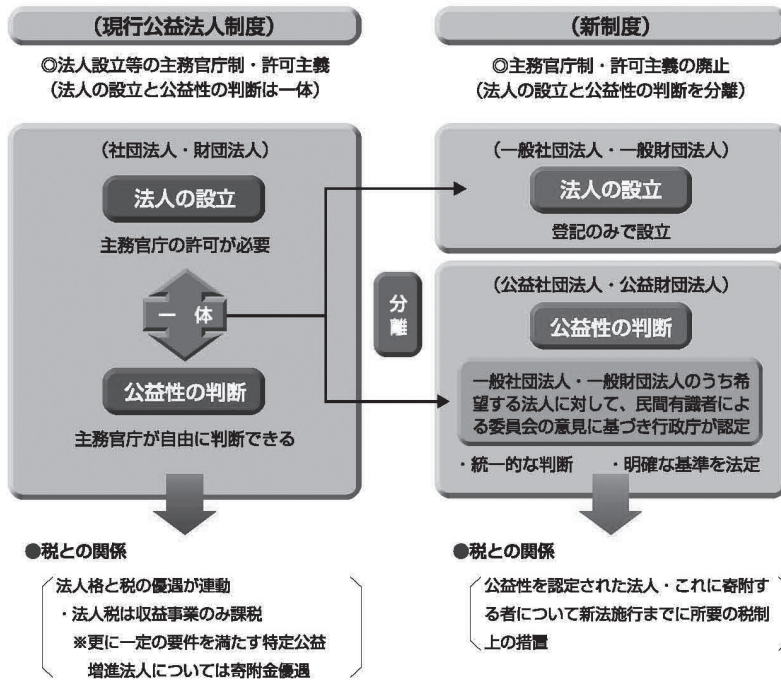 （現行公益法人制度）
◎法人設立等の主務官庁制・許可主義
（法人の設立と公益性の判断は一体）
（社団法人・財団法人）
法人の設立
主務官庁の許可が必要
一 体
公益性の判断
主務官庁が自由に判断できる
●税との関係
法人格と税の優遇が連動
・法人税は収益事業のみ課税
※更に一定の要件を満たす特定公益
増進法人については寄附金優遇
分
離
（新制度）
◎主務官庁制・許可主義の廃止
（法人の設立と公益性の判断を分離）
（一般社団法人・一般財団法人）
法人の設立
登記のみで設立
（公益社団法人・公益財団法人）
公益性の判断
一般社団法人・一般財団法人のうち希
望する法人に対して、民間有識者によ
る委員会の意見に基づき行政庁が認定
・統一的な判断　・明確な基準を法定
●税との関係
公益性を認定された法人・これに寄附す
る者について新法施行までに所要の税制
上の措置